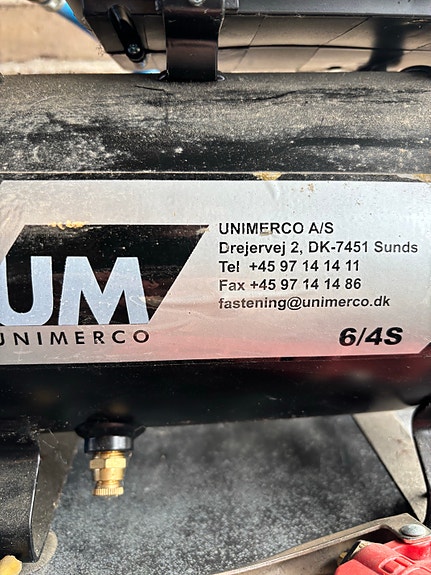 UM
UNIMERCO
UNIMERCO A/S
Drejervej 2, DK-7451 Sunds
Tel +45 97 14 14 11
Fax +45 97 14 14 86
fastening@unimerco.dk
6/4S